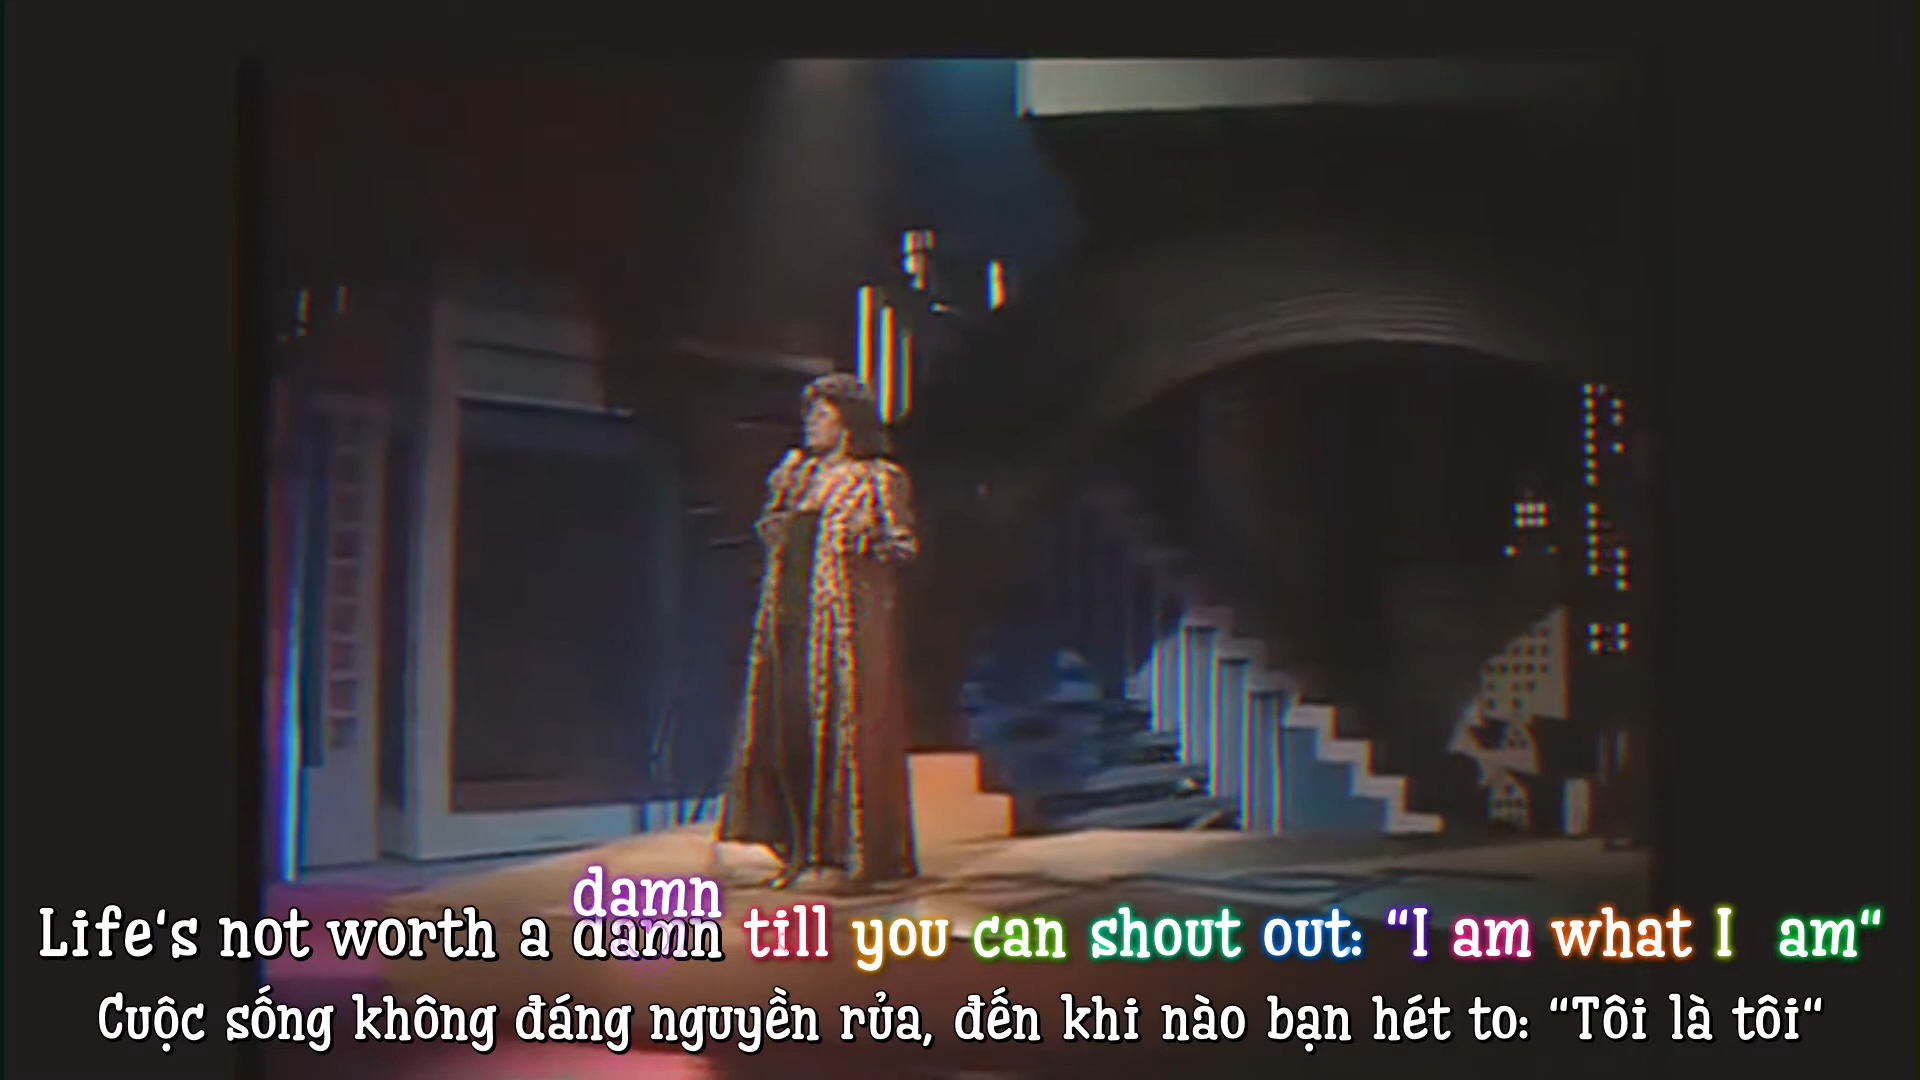 damn
Life's not worth a damn till you can shout out: “I am what I am“
Cuộc sống không đáng nguyền rủa, đến khi nào bạn hét to: “Tôi là tôi“